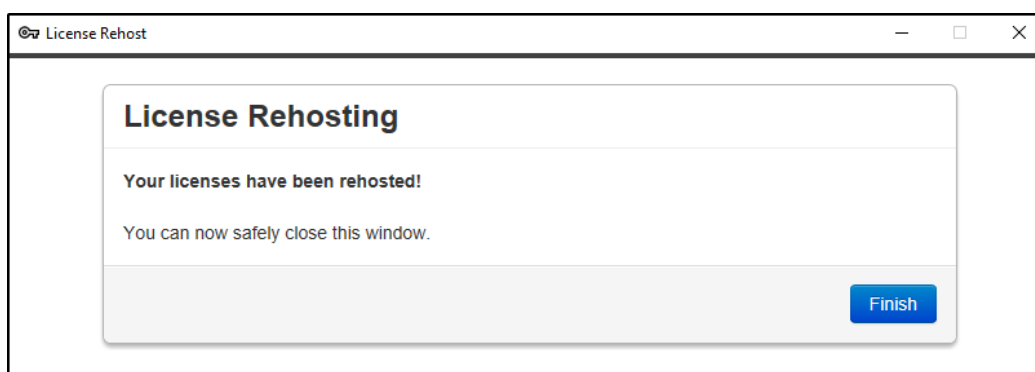 License Rehost
License Rehosting
Your licenses have been rehosted!
You can now safely close this window.
Finish